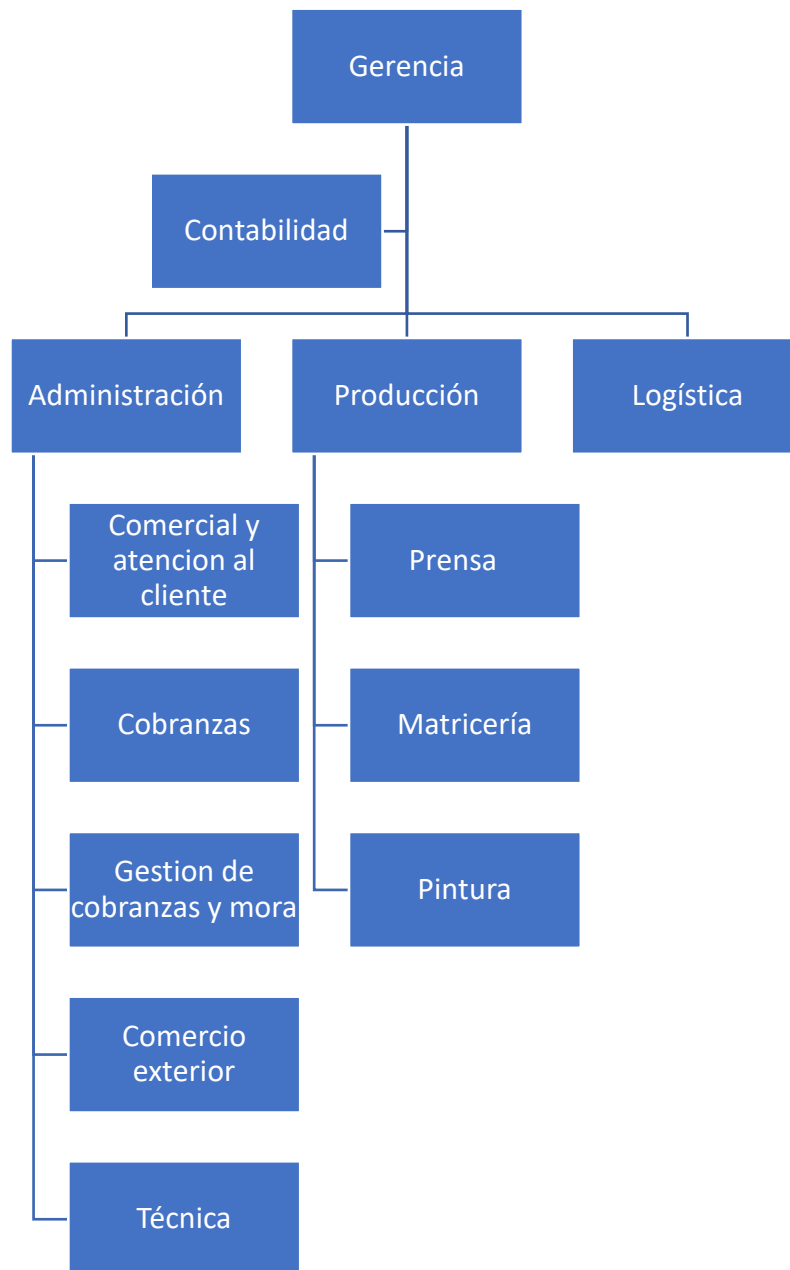 Gerencia
Contabilidad
Administración
Producción
Logística
Comercial y
atencion al
cliente
Prensa
Cobranzas
Matricería
Gestion de
cobranzas y mora
Pintura
Comercio
exterior
Técnica